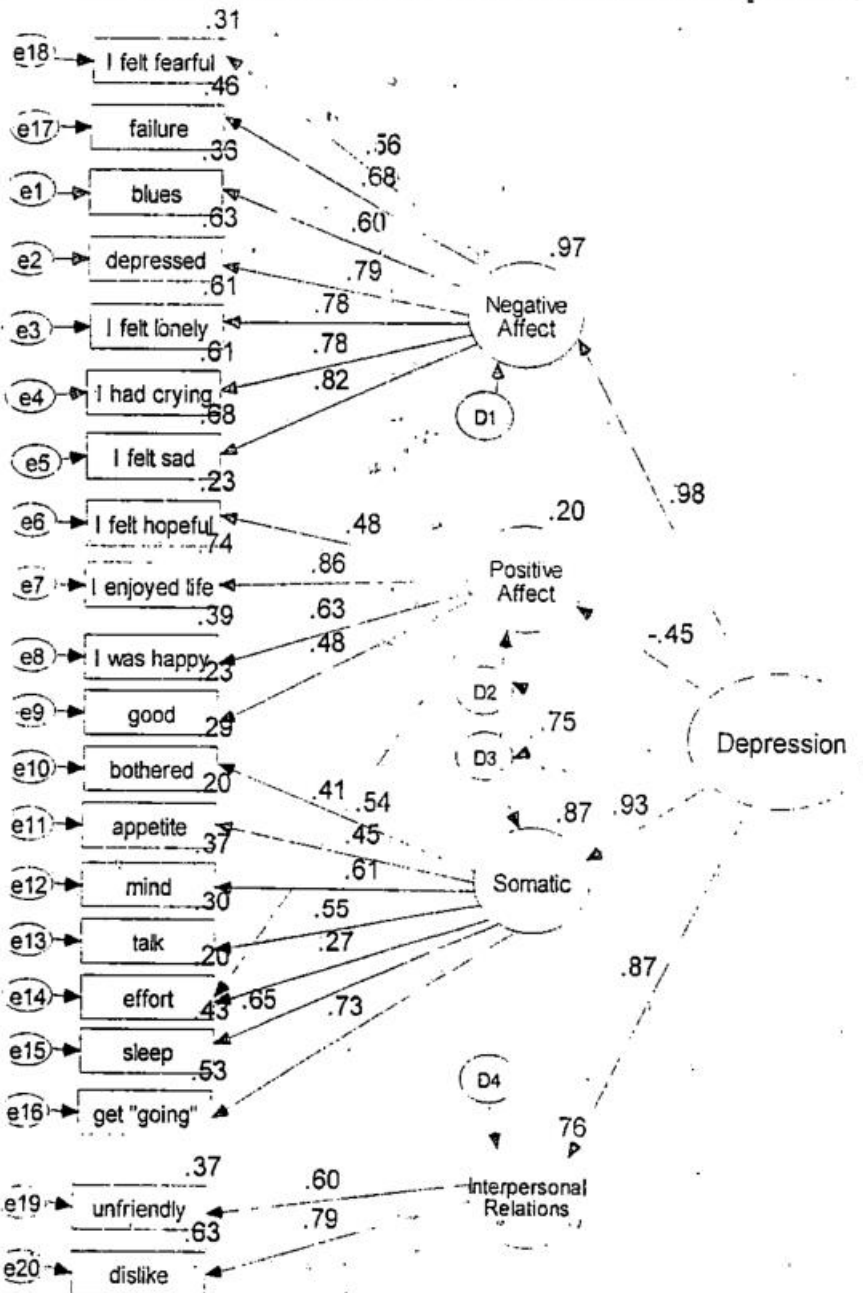 .31
e18
I felt fearful
.46
e17
failure
.36
.56
.68
e1
blues
.63
.60
.97
e2
depressed
.61
.79
Negative
Affect
e3
I felt lonely
.61
.78
.78
e4
I had crying
.68
.82
D1
e5
I felt sad
.23
.98
e6
I felt hopeful
.74
.48
.20
e7
I enjoyed life
.39
.86
Positive
Affect
.63
-.45
e8
I was happy
.23
.48
D2
e9
good
.29
.75
D3
Depression
e10
bothered
.20
.41
.54
.87
.93
e11
appetite
.37
.45
.61
e12
mind
.30
Somatic
.55
e13
talk
.20
.27
e14
effort
.43
.65
.73
.87
e15
sleep
.53
D4
e16
get "going"
76
.37
.60
Interpersonal
Relations
e19
unfriendly
.63
.79
e20
dislike